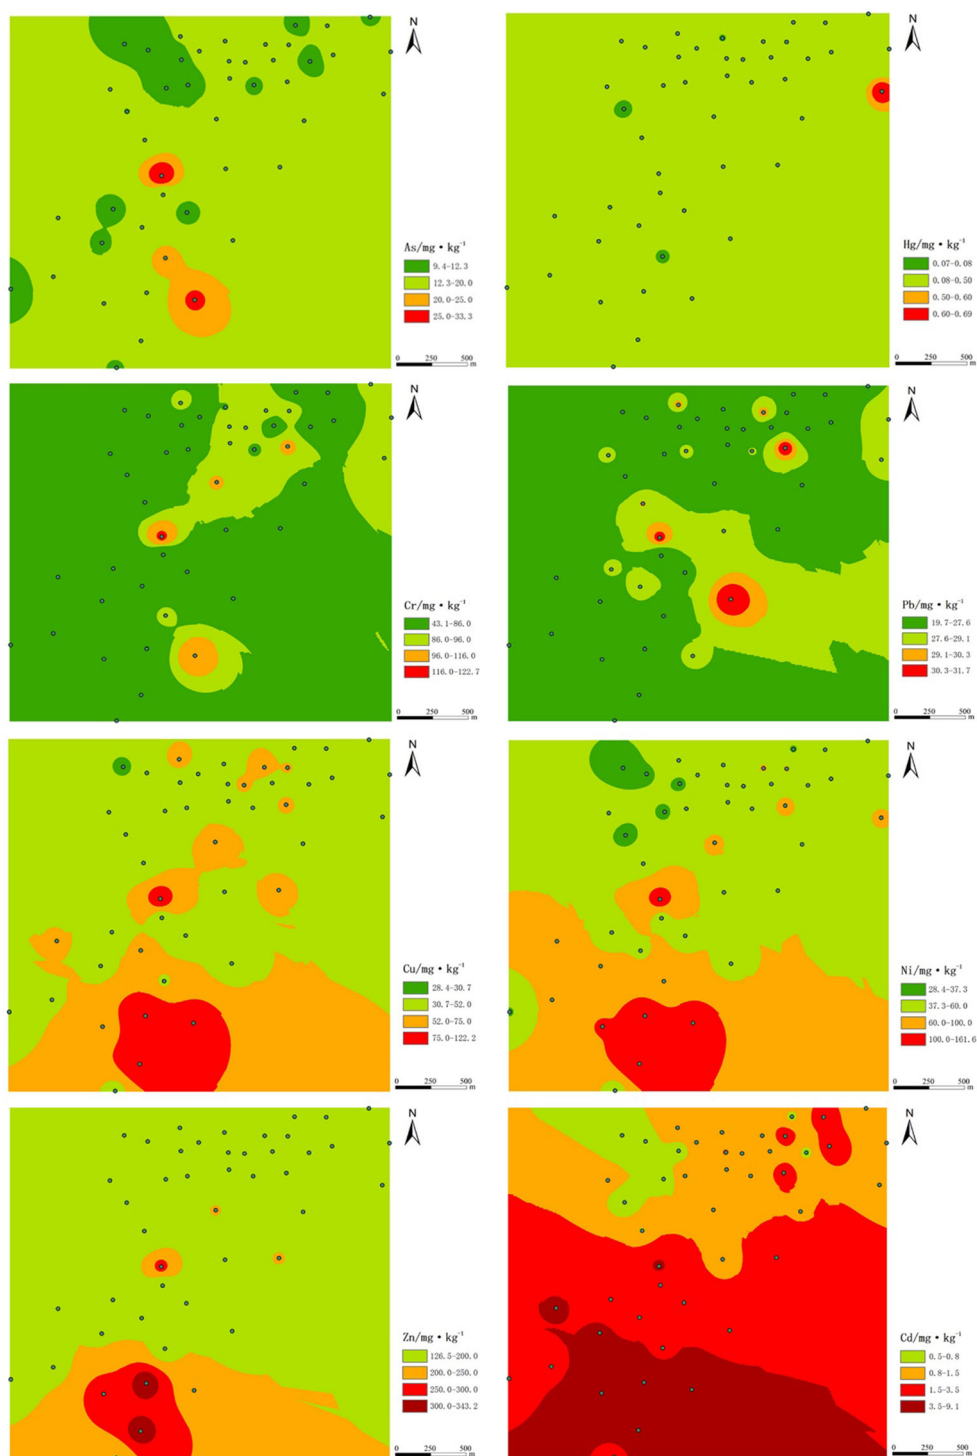 N
As/mg·kg⁻¹
9.4-12.3
12.3-20.0
20.0-25.0
25.0-33.3
0 250 500 m
N
Hg/mg·kg⁻¹
0.07-0.08
0.08-0.50
0.50-0.60
0.60-0.69
0 250 500 m
N
Cr/mg·kg⁻¹
43.1-86.0
86.0-96.0
96.0-116.0
116.0-122.7
0 250 500 m
N
Pb/mg·kg⁻¹
19.7-27.6
27.6-29.1
29.1-30.3
30.3-31.7
0 250 500 m
N
Cu/mg·kg⁻¹
28.4-30.7
30.7-52.0
52.0-75.0
75.0-122.2
0 250 500 m
N
Ni/mg·kg⁻¹
28.4-37.3
37.3-60.0
60.0-100.0
100.0-161.6
0 250 500 m
N
Zn/mg·kg⁻¹
126.5-200.0
200.0-250.0
250.0-300.0
300.0-343.2
0 250 500 m
N
Cd/mg·kg⁻¹
0.5-0.8
0.8-1.5
1.5-3.5
3.5-9.1
0 250 500 m